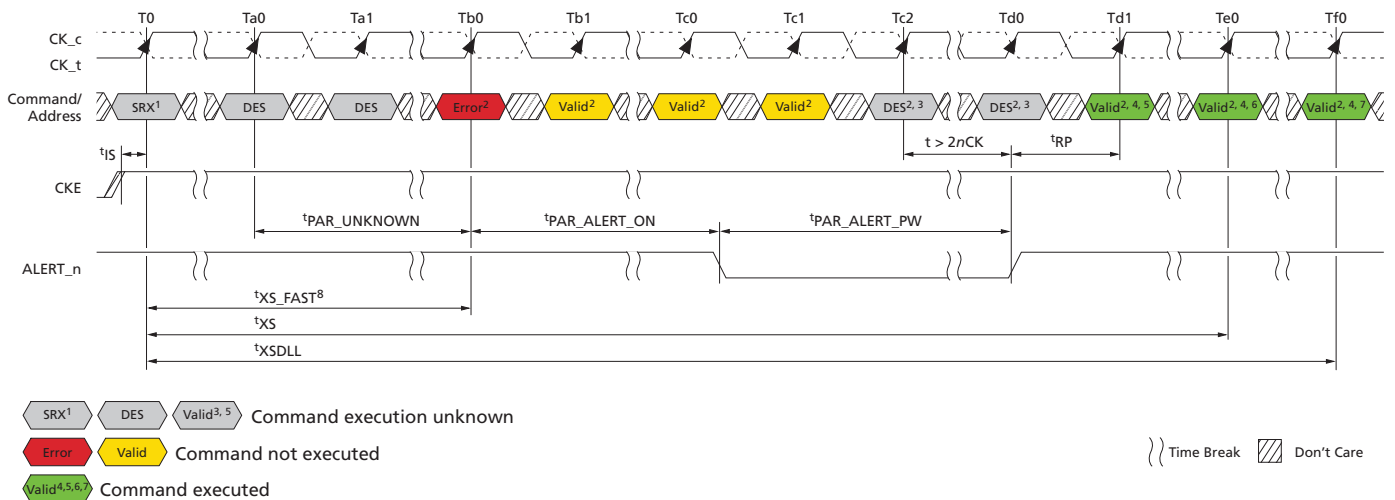 T0 Ta0 Ta1 Tb0 Tb1 Tc0 Tc1 Tc2 Td0 Td1 Te0 Tf0
CK_c
CK_t
Command/
Address
SRX¹ DES DES Error² Valid² Valid² Valid² DES², ³ DES², ³ Valid², ⁴, ⁵ Valid², ⁴, ⁶ Valid², ⁴, ⁷
ᵗIS t > 2nCK ᵗRP
CKE
ᵗPAR_UNKNOWN ᵗPAR_ALERT_ON ᵗPAR_ALERT_PW
ALERT_n
ᵗXS_FAST⁸
ᵗXS
ᵗXSDLL
SRX¹ DES Valid³, ⁵ Command execution unknown
Error Valid Command not executed
Time Break Don't Care
Valid⁴,⁵,⁶,⁷ Command executed